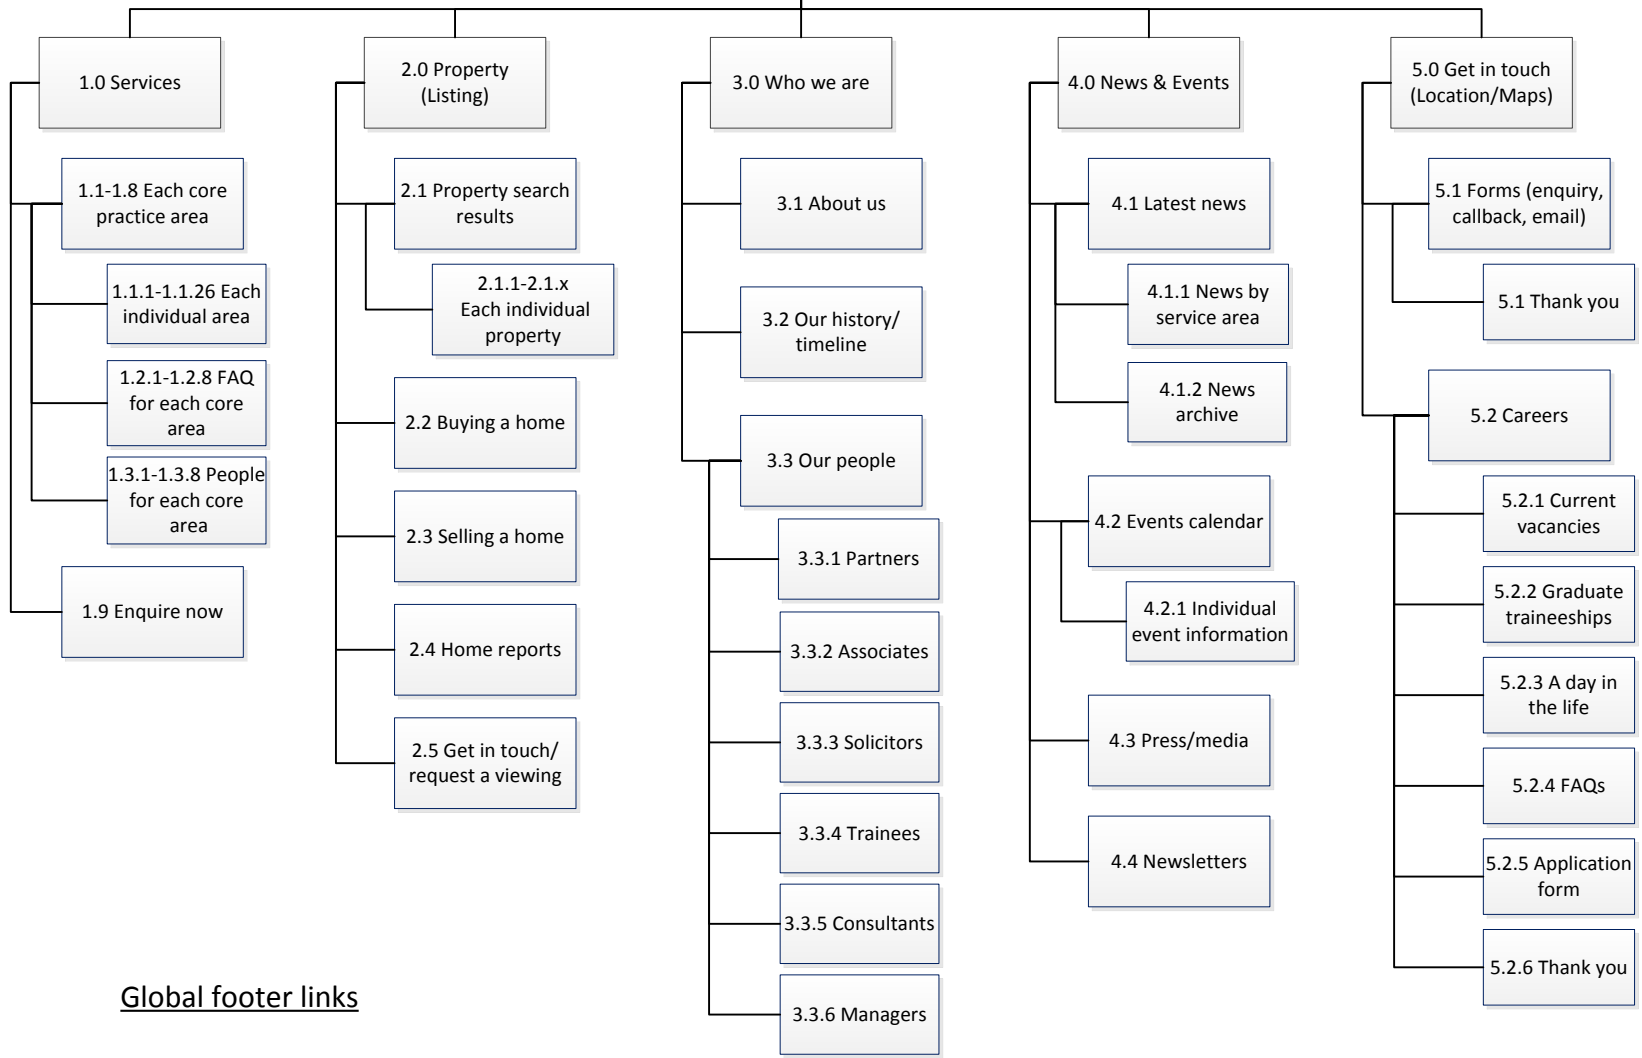 1.0 Services
1.1-1.8 Each core
practice area
1.1.1-1.1.26 Each
individual area
1.2.1-1.2.8 FAQ
for each core
area
1.3.1-1.3.8 People
for each core
area
1.9 Enquire now
2.0 Property
(Listing)
2.1 Property search
results
2.1.1-2.1.x
Each individual
property
2.2 Buying a home
2.3 Selling a home
2.4 Home reports
2.5 Get in touch/
request a viewing
3.0 Who we are
3.1 About us
3.2 Our history/
timeline
3.3 Our people
3.3.1 Partners
3.3.2 Associates
3.3.3 Solicitors
3.3.4 Trainees
3.3.5 Consultants
3.3.6 Managers
4.0 News & Events
4.1 Latest news
4.1.1 News by
service area
4.1.2 News
archive
4.2 Events calendar
4.2.1 Individual
event information
4.3 Press/media
4.4 Newsletters
5.0 Get in touch
(Location/Maps)
5.1 Forms (enquiry,
callback, email)
5.1 Thank you
5.2 Careers
5.2.1 Current
vacancies
5.2.2 Graduate
traineeships
5.2.3 A day in
the life
5.2.4 FAQs
5.2.5 Application
form
5.2.6 Thank you
Global footer links